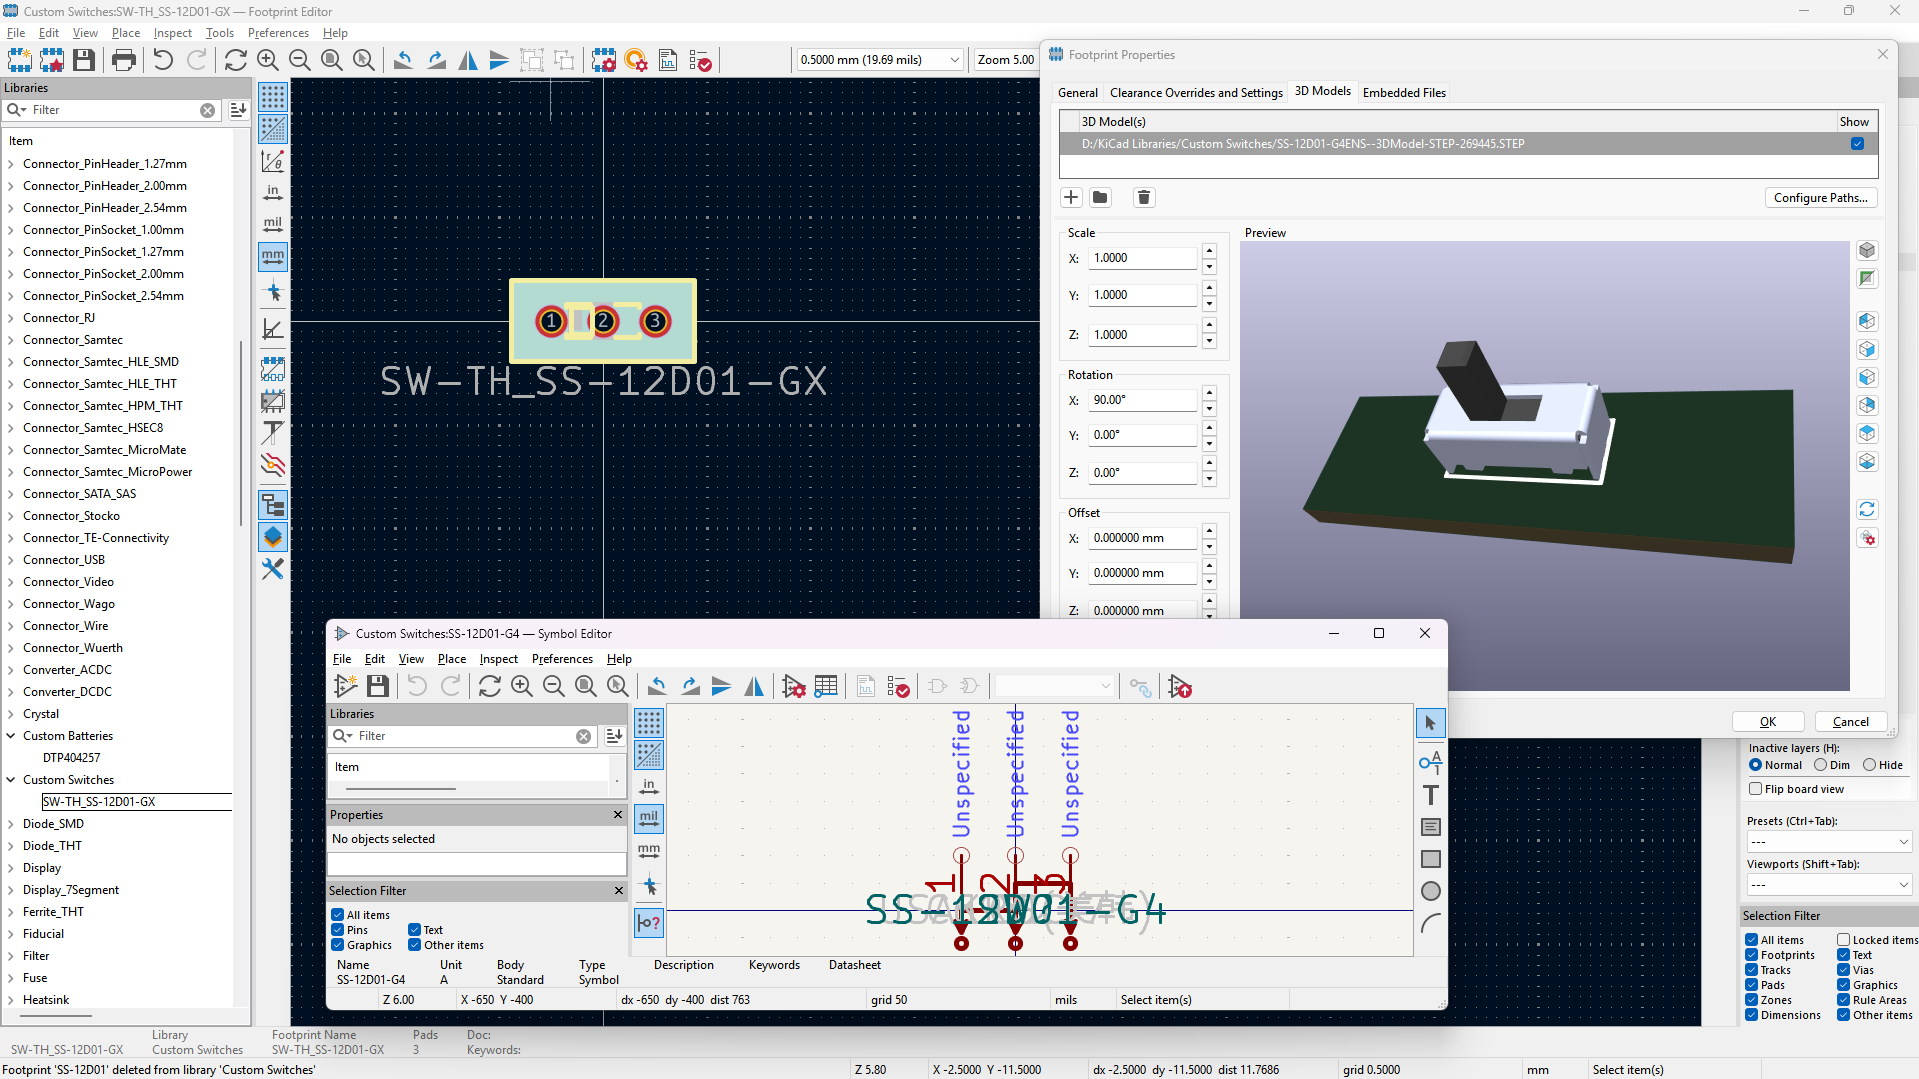 Custom Switches:SW-TH_SS-12D01-GX — Footprint Editor
File Edit View Place Inspect Tools Preferences Help
0.5000 mm (19.69 mils)
Zoom 5.00
Libraries
Filter
Item
Connector_PinHeader_1.27mm
Connector_PinHeader_2.00mm
Connector_PinHeader_2.54mm
Connector_PinSocket_1.00mm
Connector_PinSocket_1.27mm
Connector_PinSocket_2.00mm
Connector_PinSocket_2.54mm
Connector_RJ
Connector_Samtec
Connector_Samtec_HLE_SMD
Connector_Samtec_HLE_THT
Connector_Samtec_HPM_THT
Connector_Samtec_HSEC8
Connector_Samtec_MicroMate
Connector_Samtec_MicroPower
Connector_SATA_SAS
Connector_Stocko
Connector_TE-Connectivity
Connector_USB
Connector_Video
Connector_Wago
Connector_Wire
Connector_Wuerth
Converter_ACDC
Converter_DCDC
Crystal
Custom Batteries
DTP404257
Custom Switches
SW-TH_SS-12D01-GX
Diode_SMD
Diode_THT
Display
Display_7Segment
Ferrite_THT
Fiducial
Filter
Fuse
Heatsink
in
mil
mm
1 2 3
SW-TH_SS-12D01-GX
Footprint Properties
General Clearance Overrides and Settings 3D Models Embedded Files
3D Model(s) Show
D:/KiCad Libraries/Custom Switches/SS-12D01-G4ENS--3DModel-STEP-269445.STEP
Configure Paths...
Scale
X: 1.0000
Y: 1.0000
Z: 1.0000
Rotation
X: 90.00°
Y: 0.00°
Z: 0.00°
Offset
X: 0.000000 mm
Y: 0.000000 mm
Z: 0.000000 mm
Preview
OK Cancel
Custom Switches:SS-12D01-G4 — Symbol Editor
File Edit View Place Inspect Preferences Help
Libraries
Filter
Item
Properties
No objects selected
Selection Filter
All items
Pins Text
Graphics Other items
in
mil
mm
Unspecified
Unspecified
Unspecified
1 2 3
SS-12D01-G4
Name Unit Body Type Description Keywords Datasheet
SS-12D01-G4 A Standard Symbol
Z 6.00 X -650 Y -400 dx -650 dy -400 dist 763 grid 50 mils Select item(s)
Inactive layers (H):
Normal Dim Hide
Flip board view
Presets (Ctrl+Tab):
---
Viewports (Shift+Tab):
---
Selection Filter
All items Locked items
Footprints Text
Tracks Vias
Pads Graphics
Zones Rule Areas
Dimensions Other items
Library Footprint Name Pads Doc:
SW-TH_SS-12D01-GX Custom Switches SW-TH_SS-12D01-GX 3 Keywords:
Footprint 'SS-12D01' deleted from library 'Custom Switches' Z 5.80 X -2.5000 Y -11.5000 dx -2.5000 dy -11.5000 dist 11.7686 grid 0.5000 mm Select item(s)